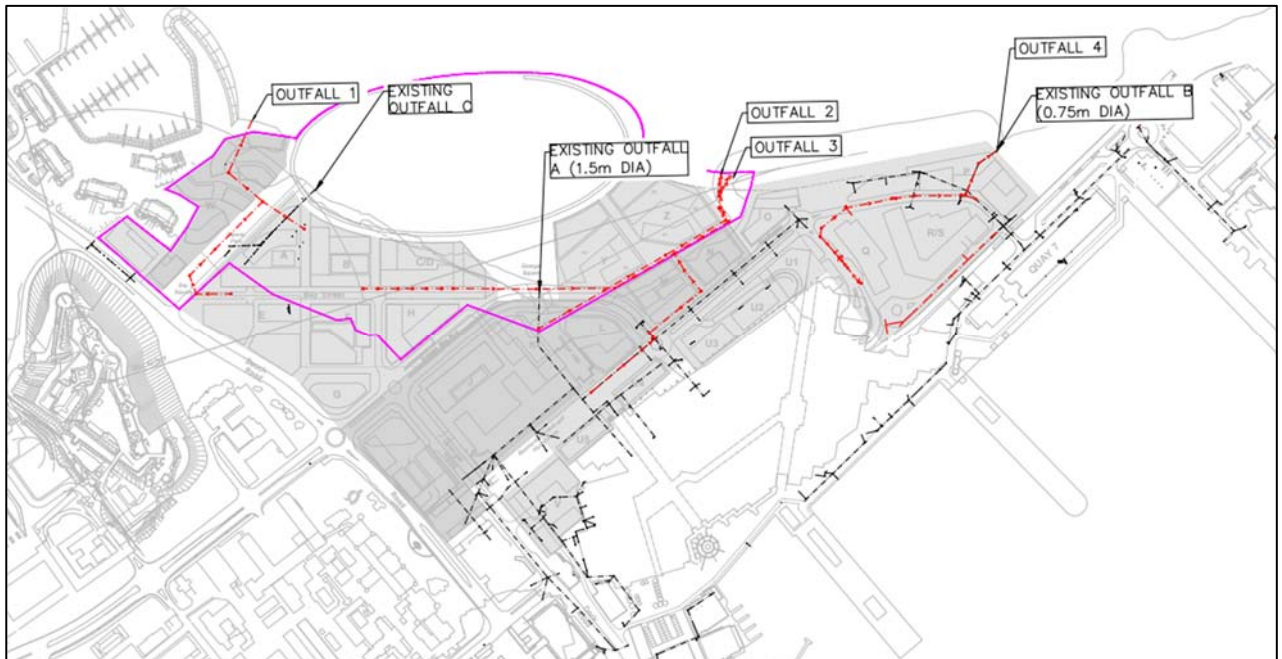 OUTFALL 1
EXISTING
OUTFALL C
EXISTING OUTFALL
A (1.5m DIA)
OUTFALL 2
OUTFALL 3
OUTFALL 4
EXISTING OUTFALL B
(0.75m DIA)
A
B
C/D
E
H
G
Z
L
O
Q
R/S
P
U1
U2
U3
U5
V
QUAY 7